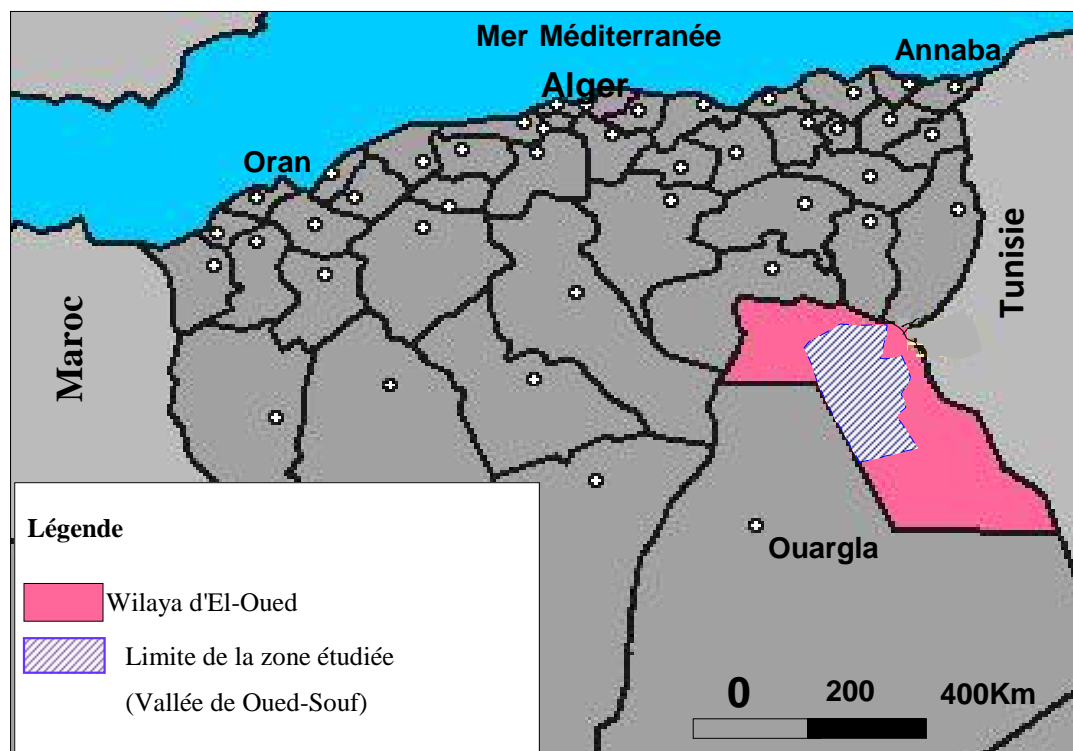 Mer Méditerranée
Annaba
Alger
Oran
Tunisie
Maroc
Ouargla
Légende
Wilaya d'El-Oued
Limite de la zone étudiée
(Vallée de Oued-Souf)
0 200 400Km